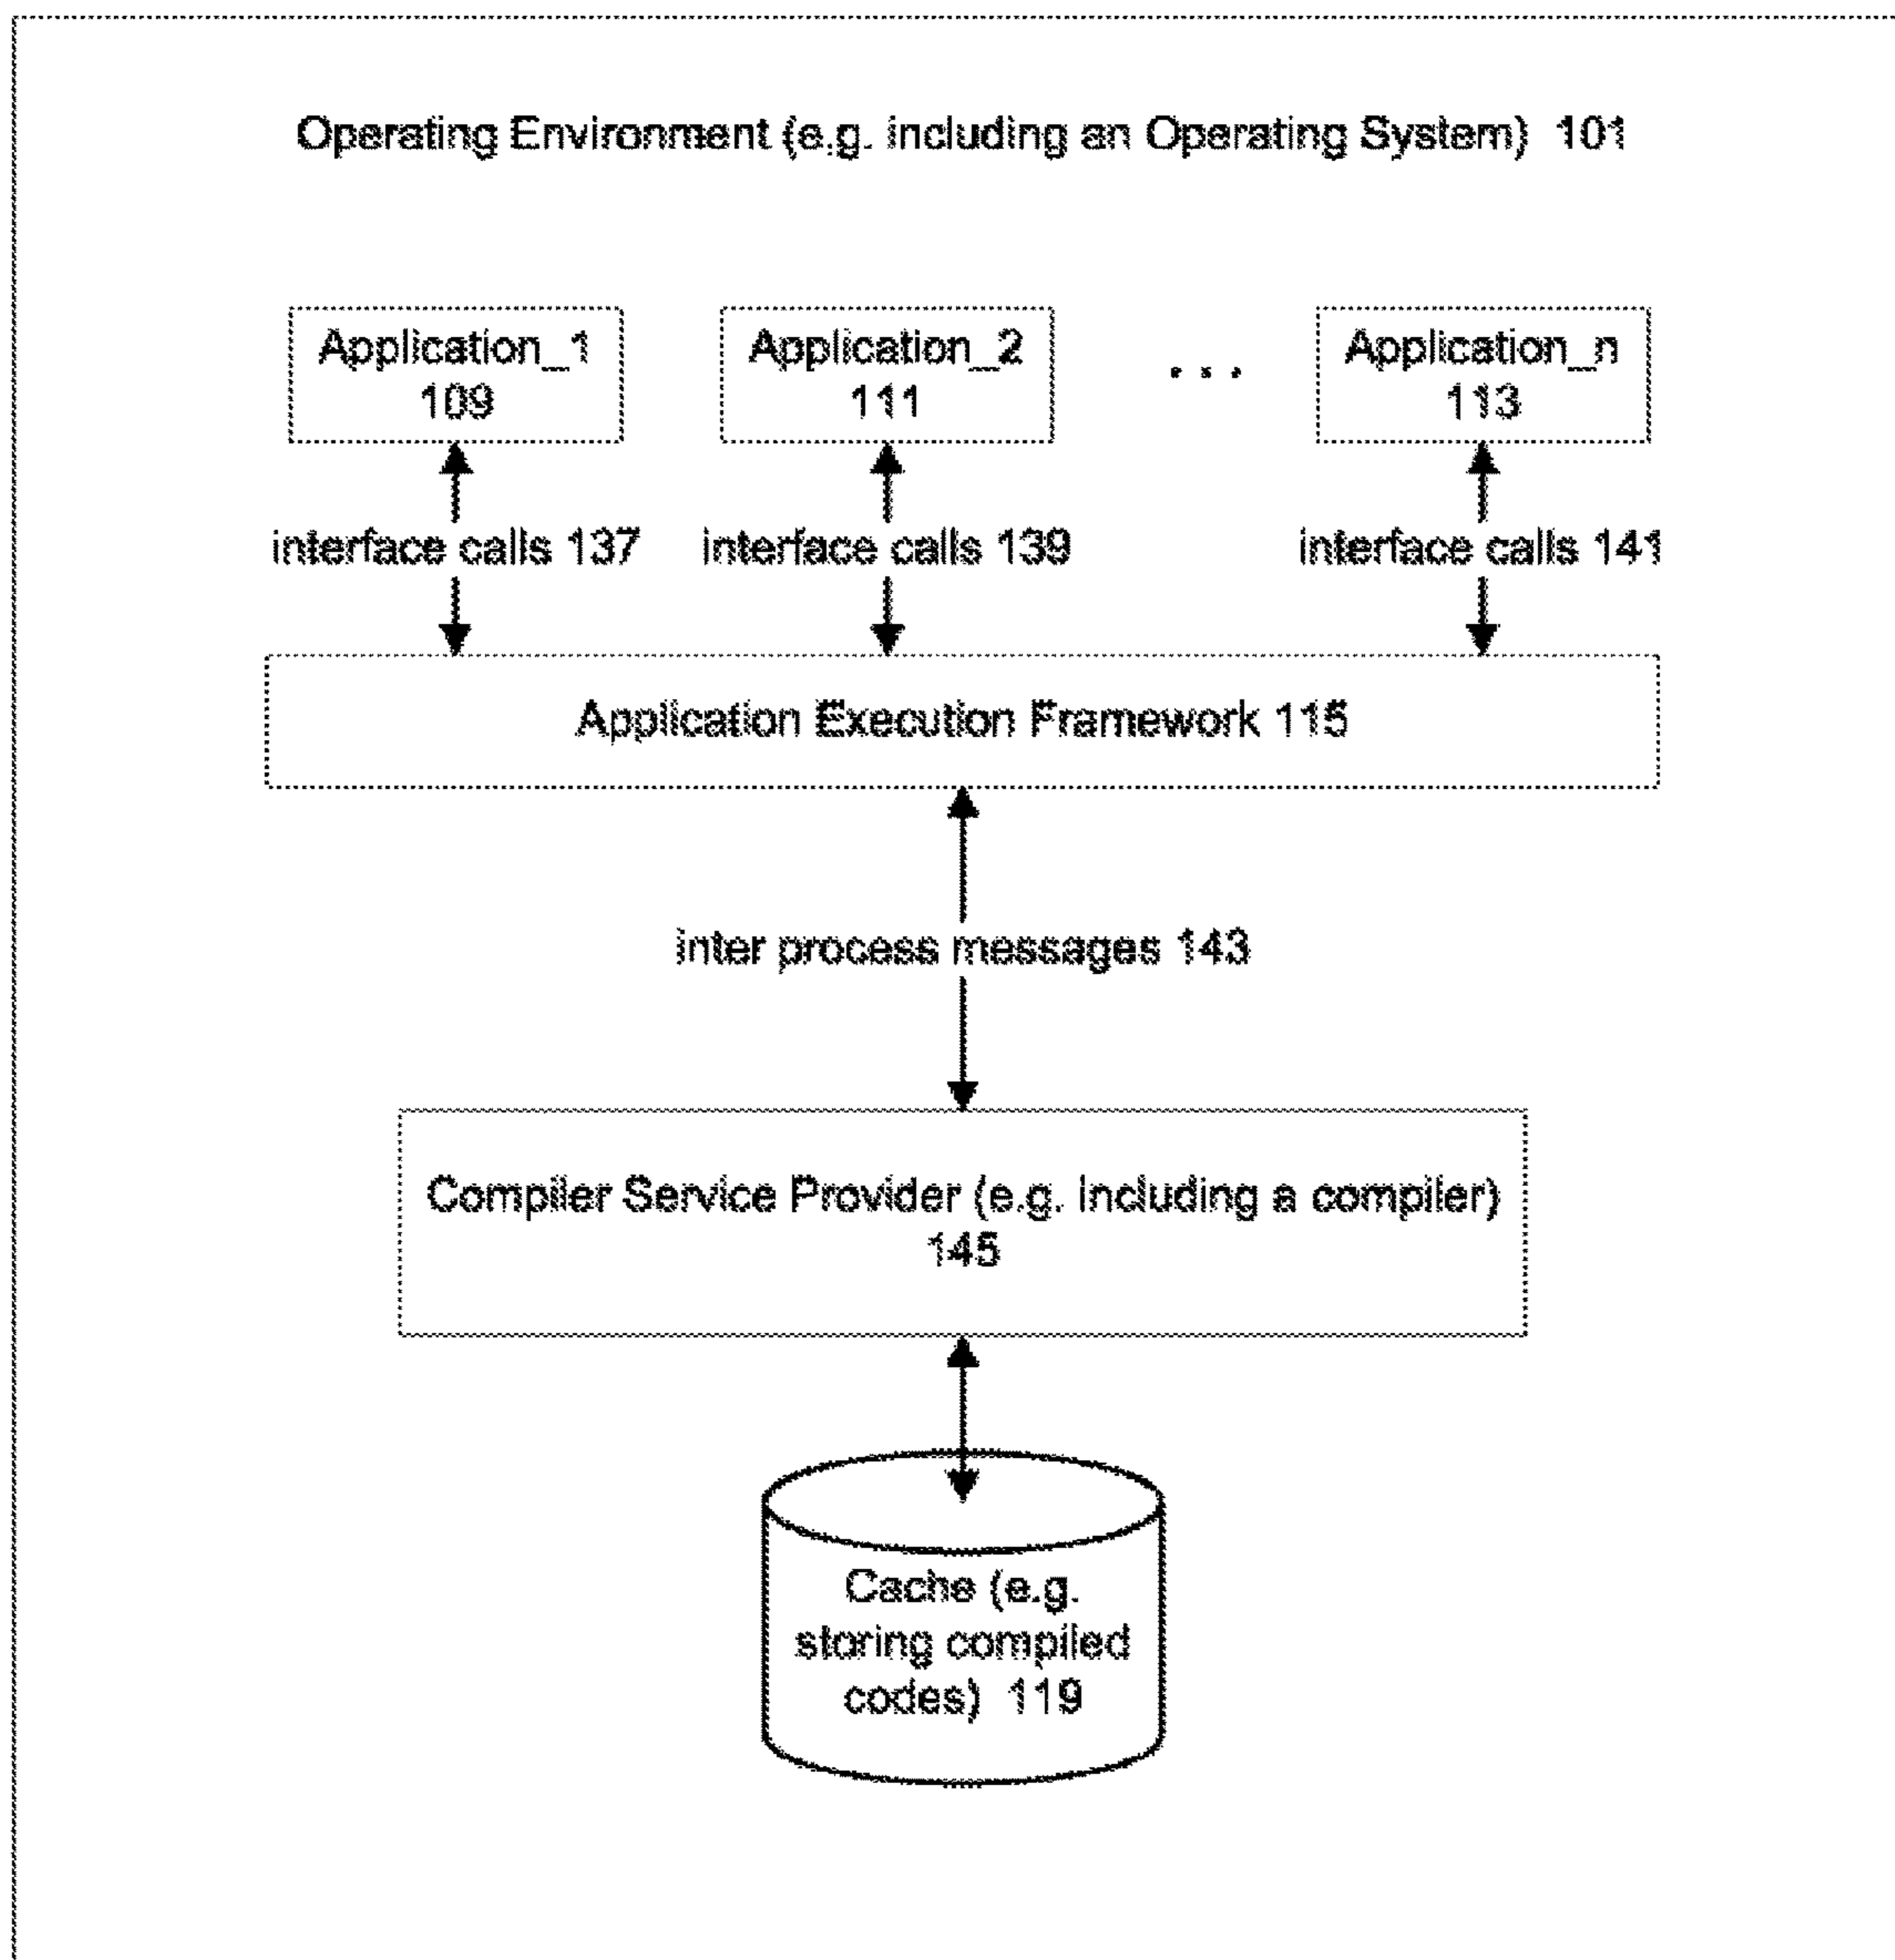 Operating Environment (e.g. including an Operating System) 101
Application_1
109
Application_2
111
. . .
Application_n
113
interface calls 137
interface calls 139
interface calls 141
Application Execution Framework 115
inter process messages 143
Compiler Service Provider (e.g. including a compiler)
145
Cache (e.g.
storing compiled
codes) 119